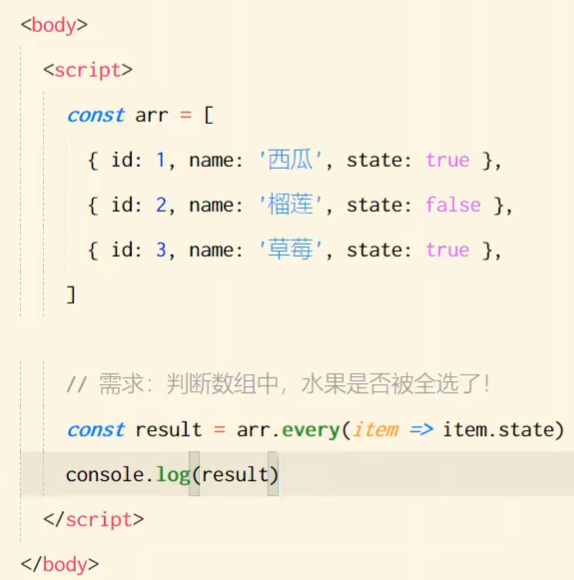 <body>
<script>
const arr = [
{ id: 1, name: '西瓜', state: true },
{ id: 2, name: '榴莲', state: false },
{ id: 3, name: '草莓', state: true },
]
// 需求：判断数组中，水果是否被全选了！
const result = arr.every(item => item.state)
console.log(result)
</script>
</body>